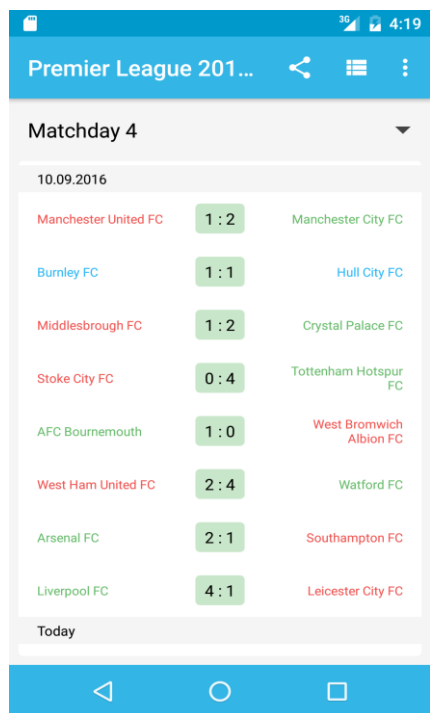 3G 4:19
Premier League 201...
Matchday 4
10.09.2016
Manchester United FC 1 : 2 Manchester City FC
Burnley FC 1 : 1 Hull City FC
Middlesbrough FC 1 : 2 Crystal Palace FC
Stoke City FC 0 : 4 Tottenham Hotspur
FC
AFC Bournemouth 1 : 0 West Bromwich
Albion FC
West Ham United FC 2 : 4 Watford FC
Arsenal FC 2 : 1 Southampton FC
Liverpool FC 4 : 1 Leicester City FC
Today